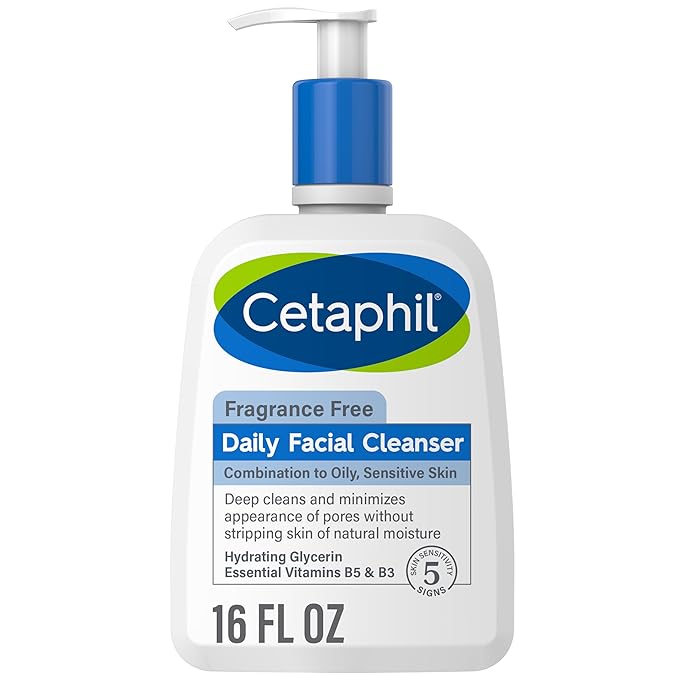 Cetaphil®
Fragrance Free
Daily Facial Cleanser
Combination to Oily, Sensitive Skin
Deep cleans and minimizes
appearance of pores without
stripping skin of natural moisture
Hydrating Glycerin
Essential Vitamins B5 & B3
SKIN SENSITIVITY
5
SIGNS
16 FL OZ